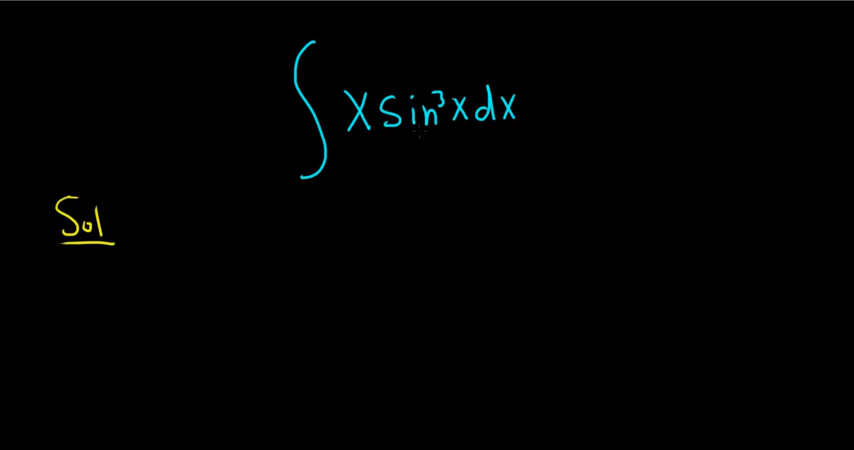 ∫ x sin³x dx
Sol